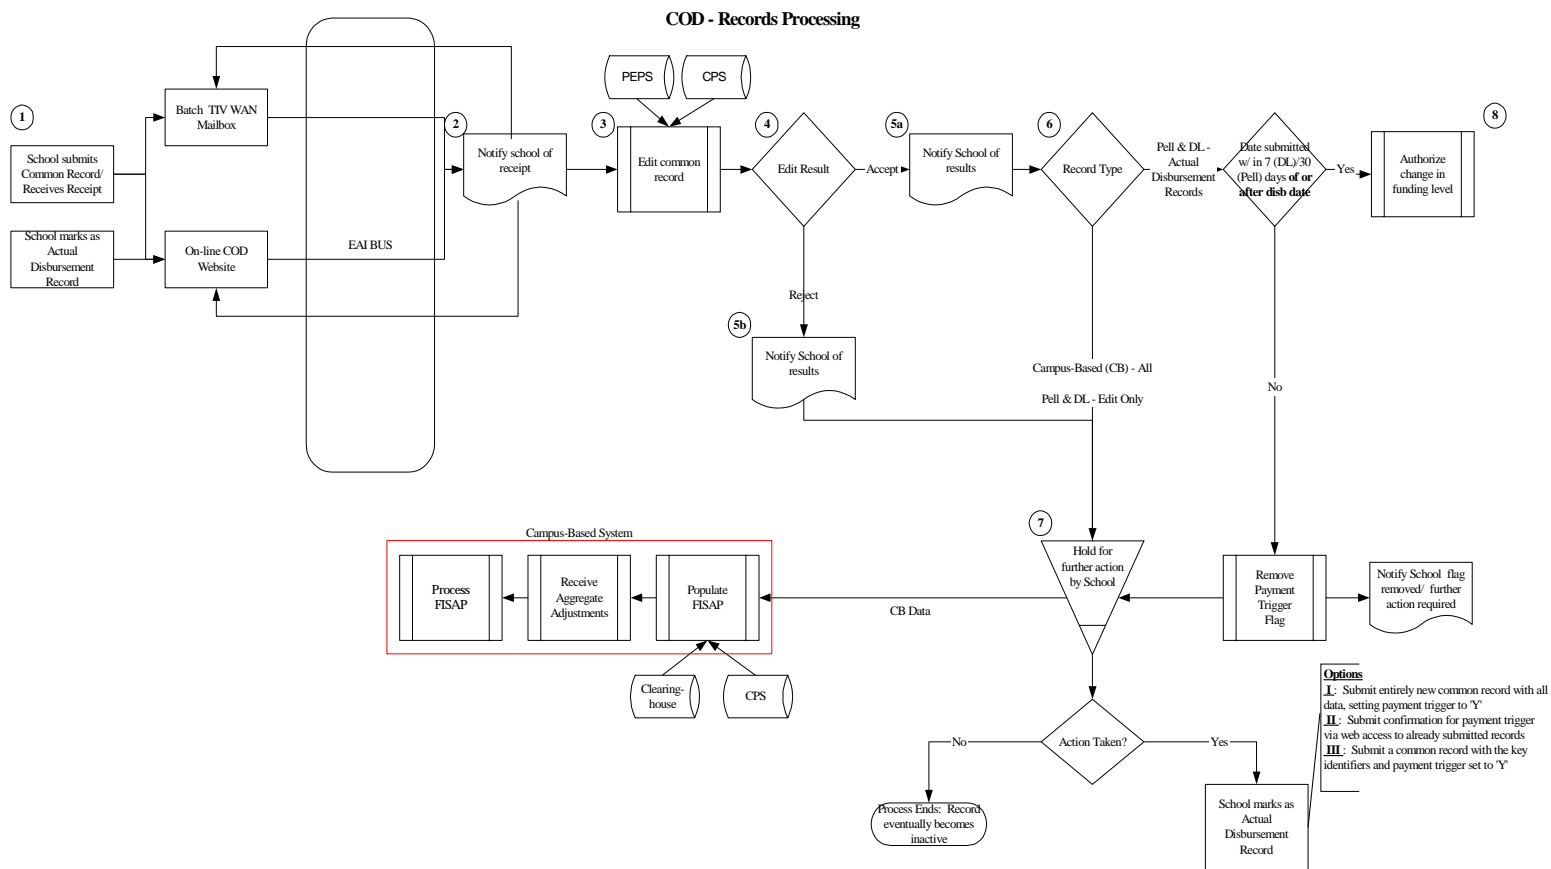 COD - Records Processing
1
School submits
Common Record/
Receives Receipt
School marks as
Actual
Disbursement
Record
Batch TIV WAN
Mailbox
On-line COD
Website
EAI BUS
2
Notify school of
receipt
PEPS
CPS
3
Edit common
record
4
Edit Result
Accept
Reject
5a
Notify School of
results
5b
Notify School of
results
6
Record Type
Pell & DL -
Actual
Disbursement
Records
Date submitted
w/ in 7 (DL)/30
(Pell) days of or
after disb date
Yes
8
Authorize
change in
funding level
No
Campus-Based (CB) - All
Pell & DL - Edit Only
7
Hold for
further action
by School
Remove
Payment
Trigger
Flag
Notify School flag
removed/ further
action required
CB Data
Campus-Based System
Process
FISAP
Receive
Aggregate
Adjustments
Populate
FISAP
Clearing-
house
CPS
Action Taken?
No
Yes
Process Ends: Record
eventually becomes
inactive
School marks as
Actual
Disbursement
Record
Options
I: Submit entirely new common record with all
data, setting payment trigger to 'Y'
II: Submit confirmation for payment trigger
via web access to already submitted records
III: Submit a common record with the key
identifiers and payment trigger set to 'Y'